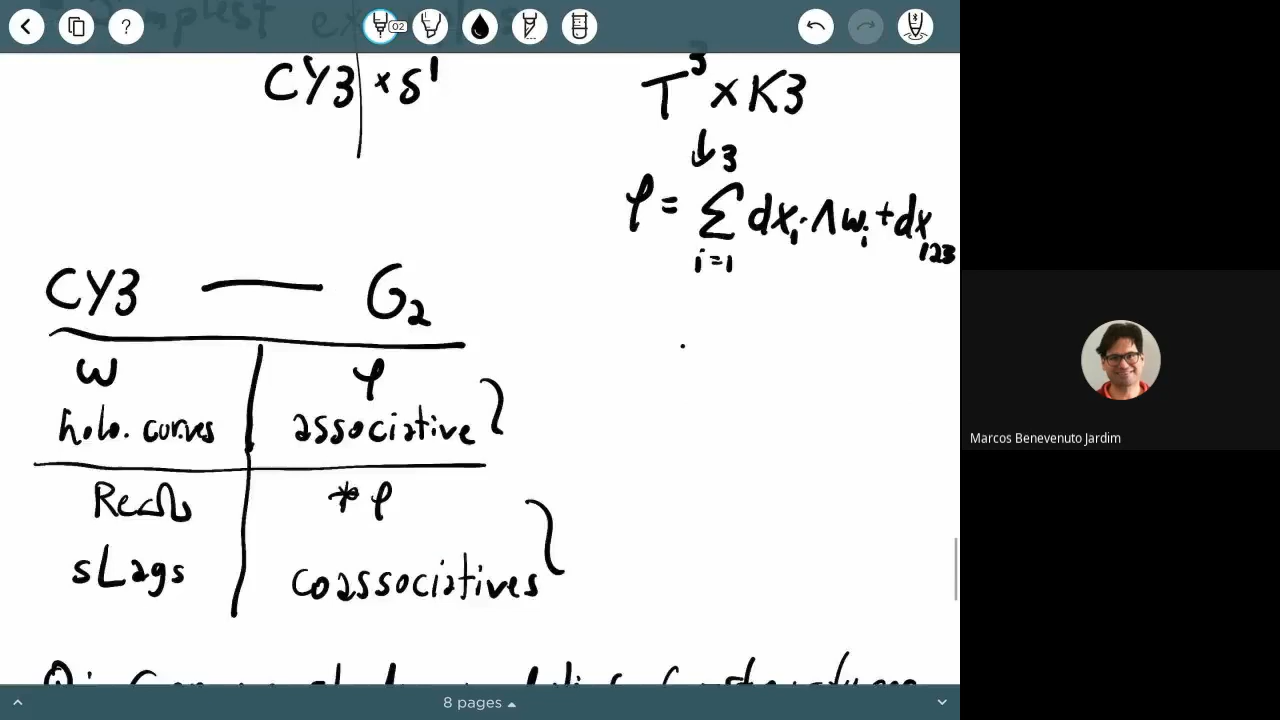 simplest
CY3 × S¹
T³ × K3
↓
φ = 3∑i=1 dxᵢ ∧ ωᵢ + dx₁₂₃
CY3 — G₂
ω φ
holo. curves associative
ReΩ *φ
sLags coassociatives
Q:
8 pages
Marcos Benevenuto Jardim